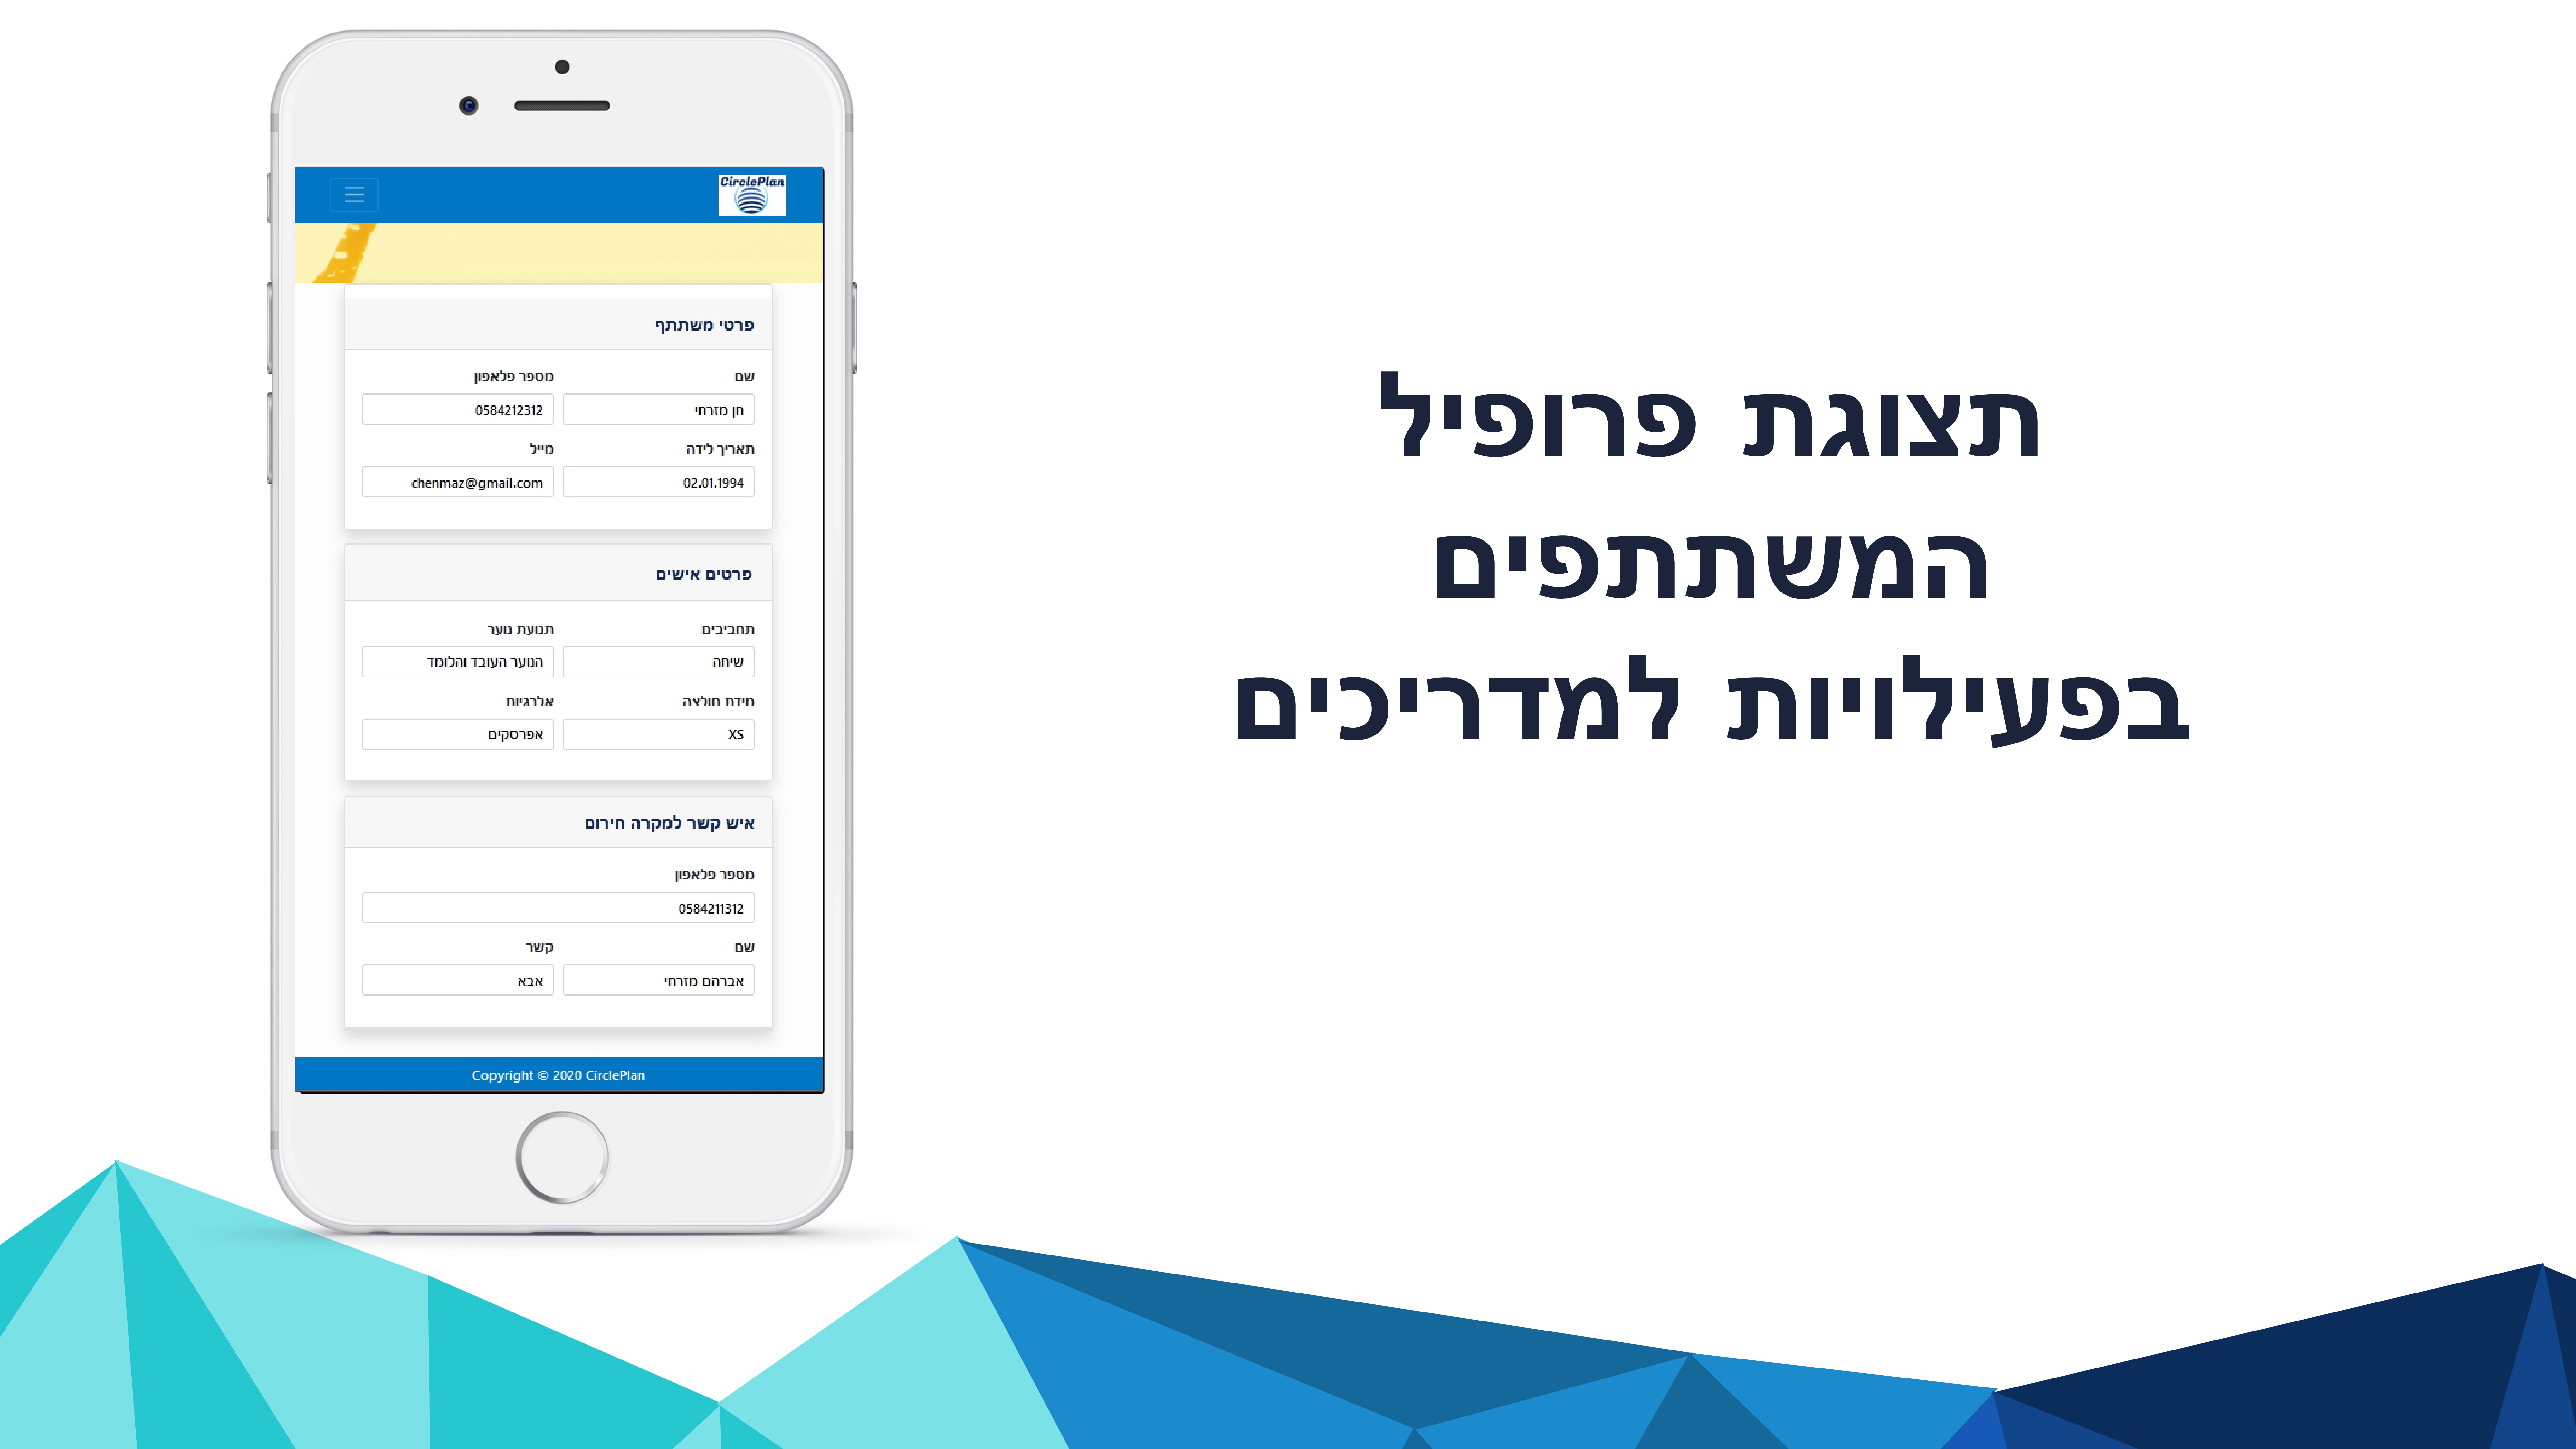 CirclePlan
פרטי משתתף
שם מספר פלאפון
חן מזרחי 0584212312
תאריך לידה מייל
02.01.1994 chenmaz@gmail.com
פרטים אישים
תחביבים תנועת נוער
שיחה הנוער העובד והלומד
מידת חולצה אלרגיות
XS אפרסקים
איש קשר למקרה חירום
מספר פלאפון
0584211312
שם קשר
אברהם מזרחי אבא
Copyright © 2020 CirclePlan
תצוגת פרופיל
המשתתפים
בפעילויות למדריכים